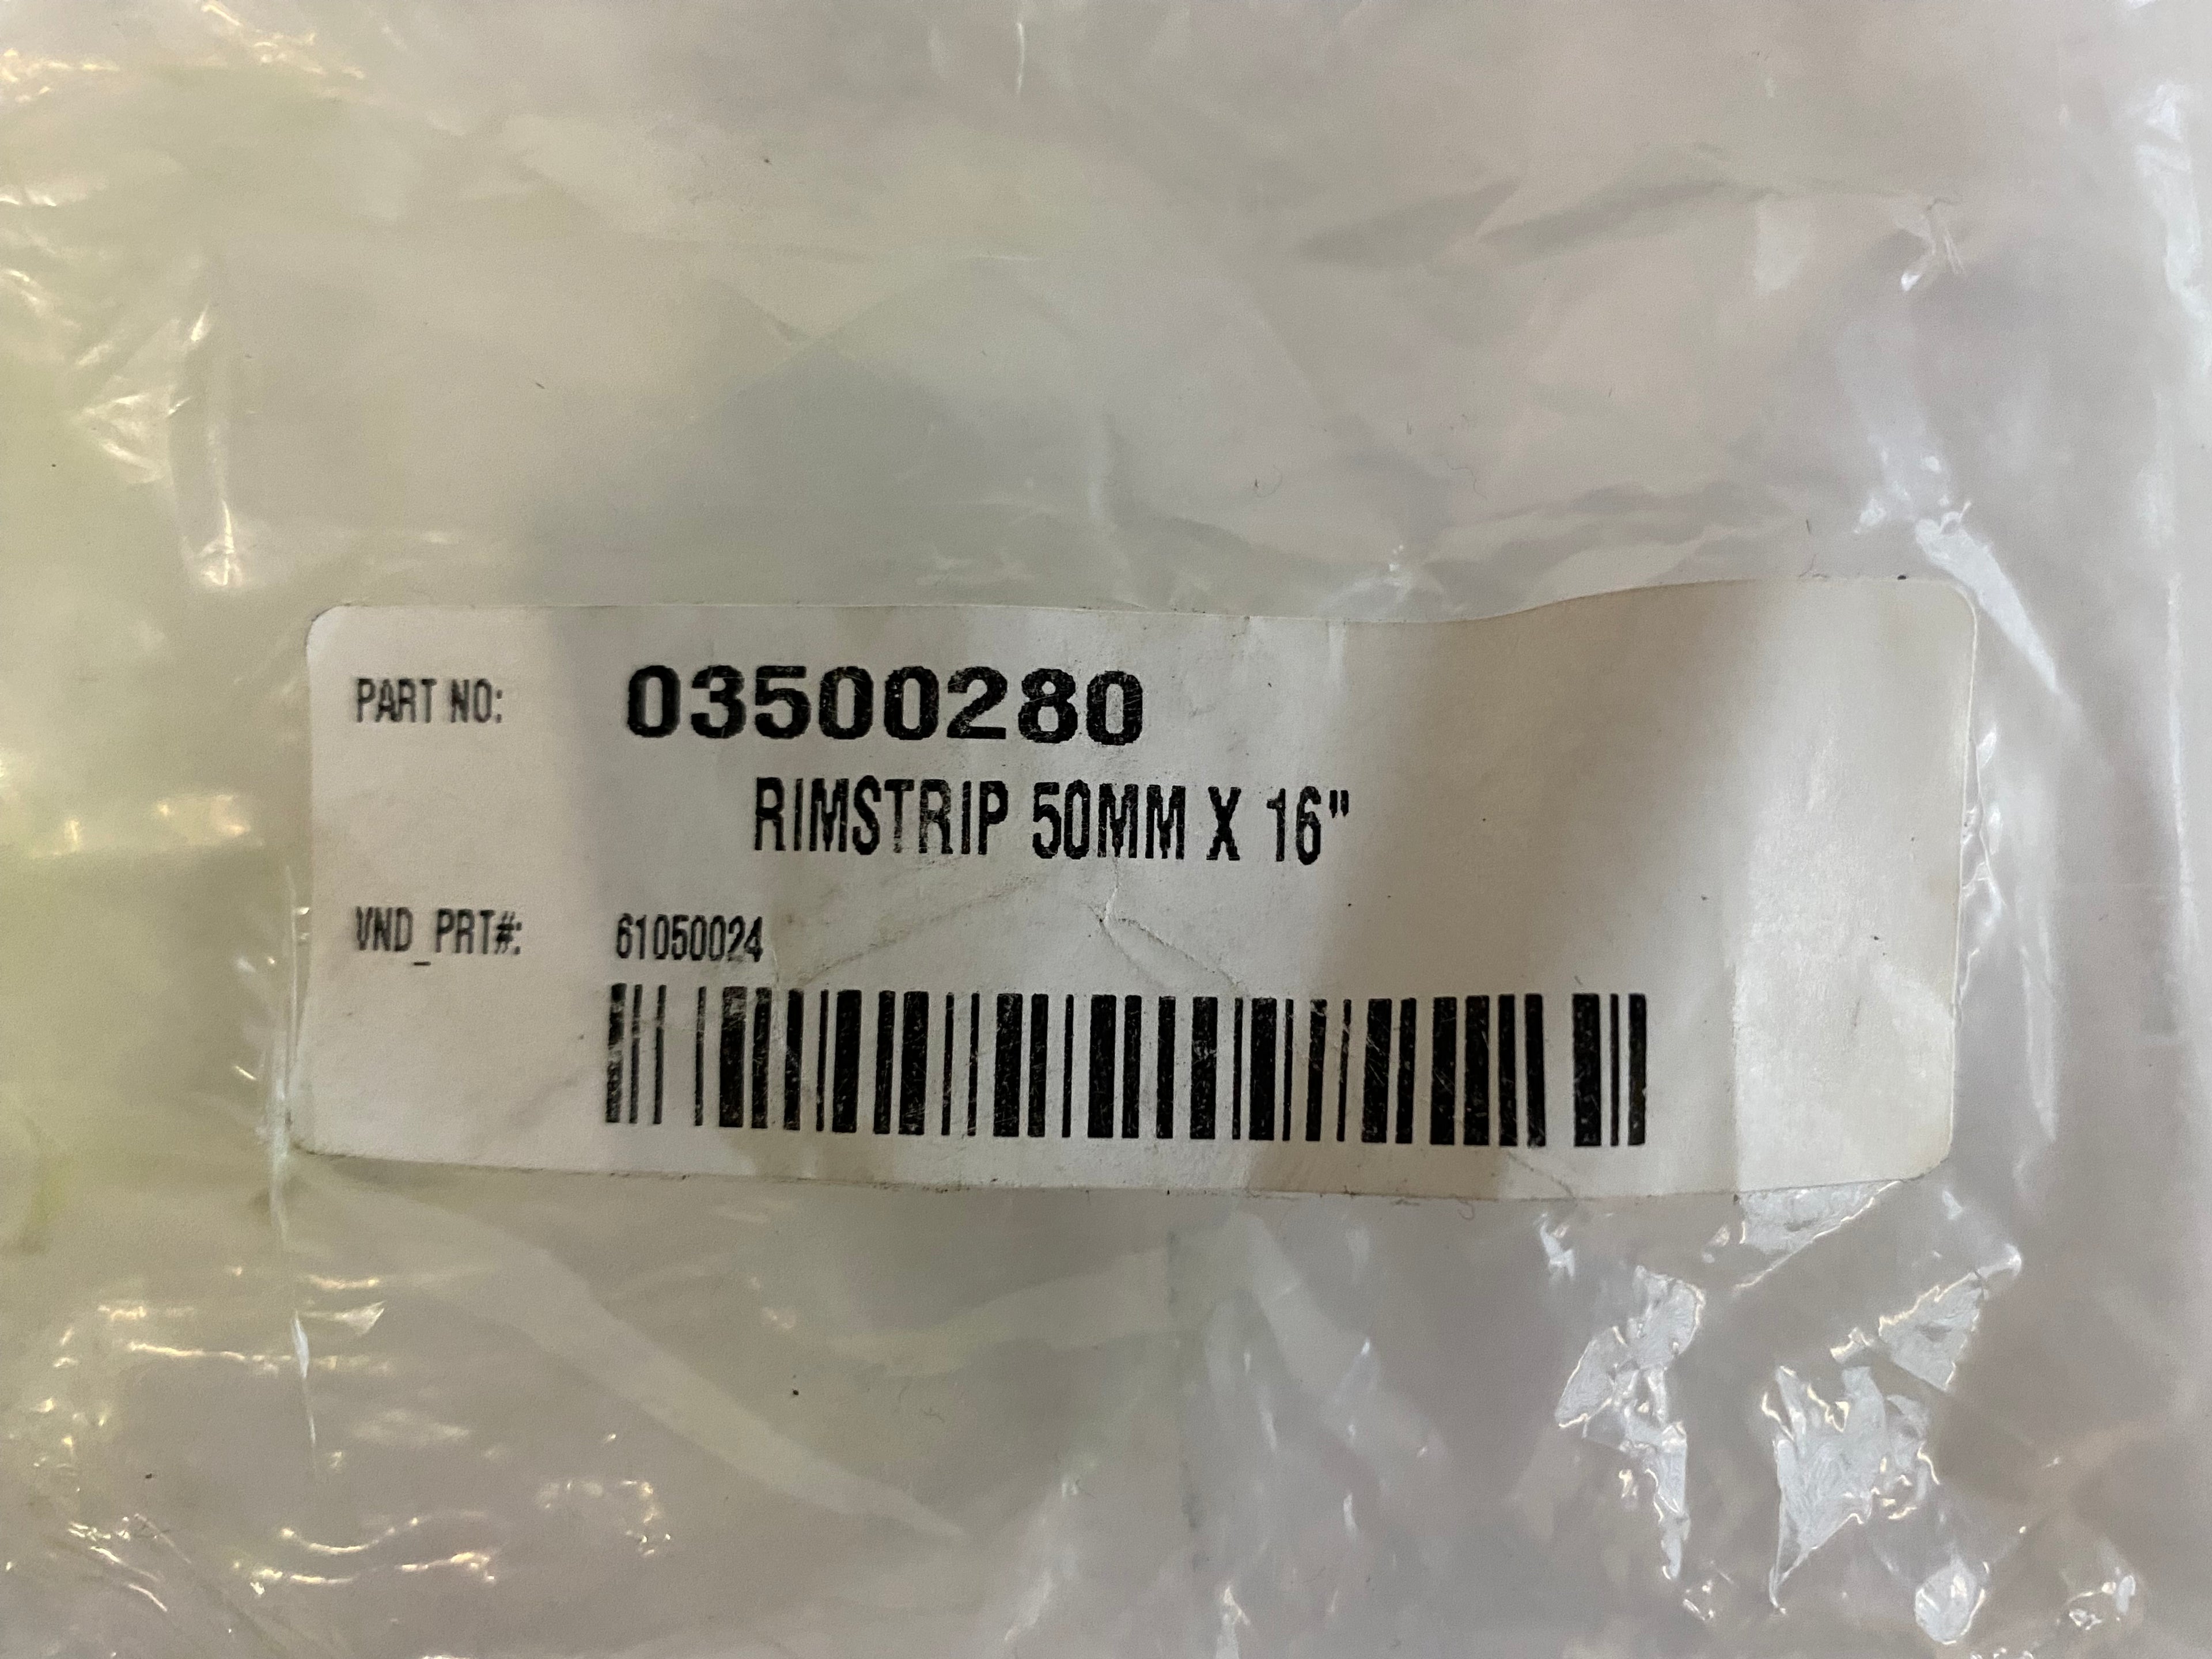 PART NO: 03500280
RIMSTRIP 50MM X 16"
VND_PRT#: 61050024